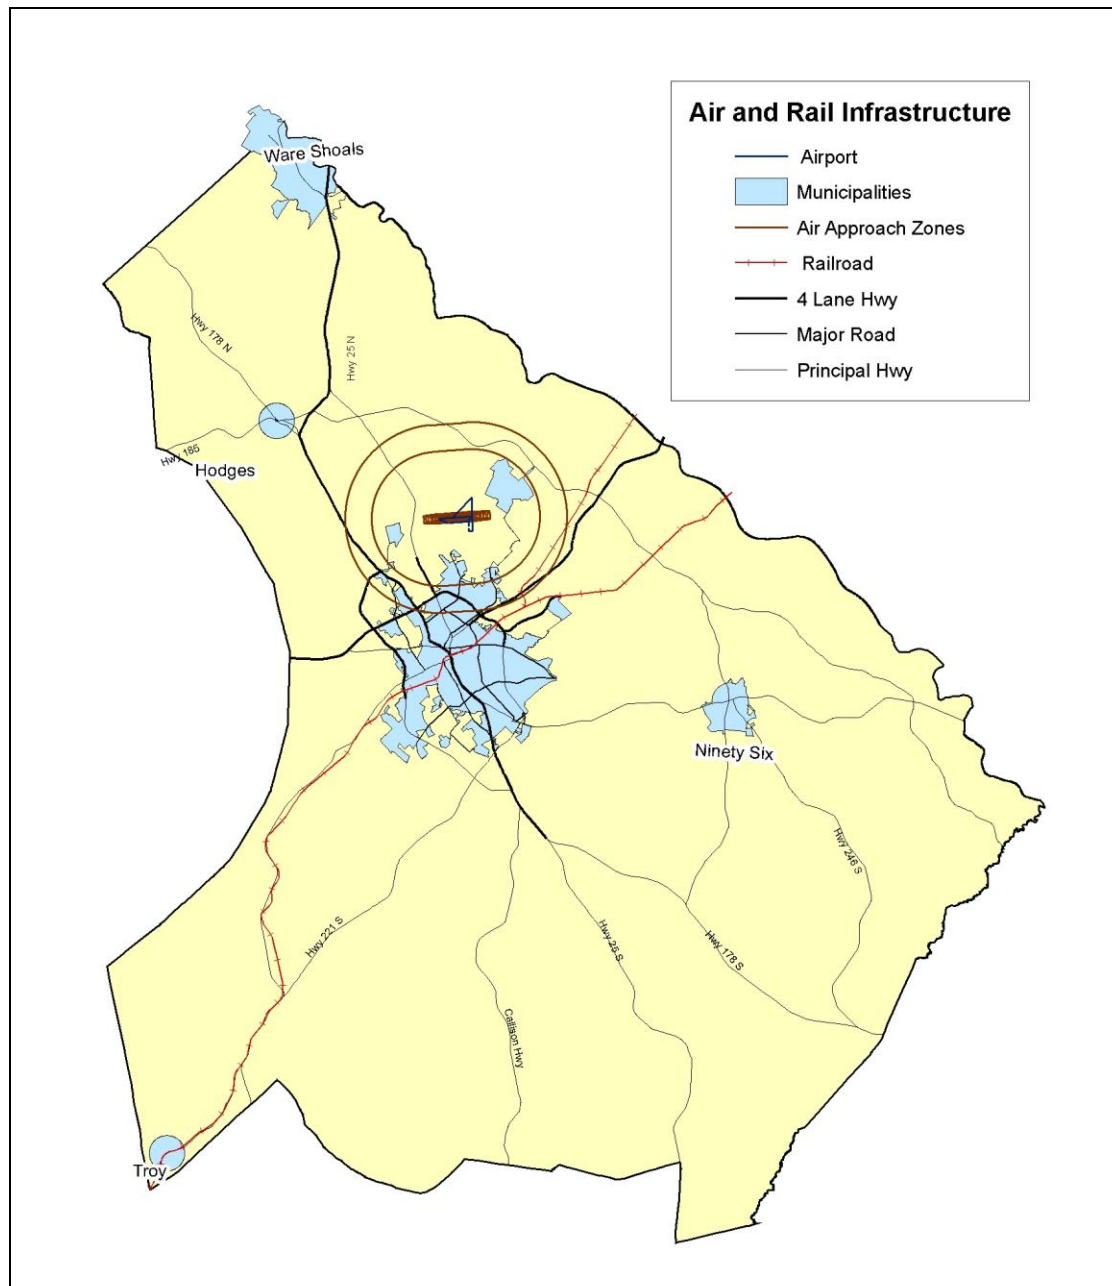 Air and Rail Infrastructure
Airport
Municipalities
Air Approach Zones
Railroad
4 Lane Hwy
Major Road
Principal Hwy
Ware Shoals
Hwy 178 N
Hwy 25 N
Hwy 185
Hodges
Ninety Six
Hwy 246 S
Hwy 221 S
Hwy 25 S
Hwy 178 S
Callison Hwy
Troy